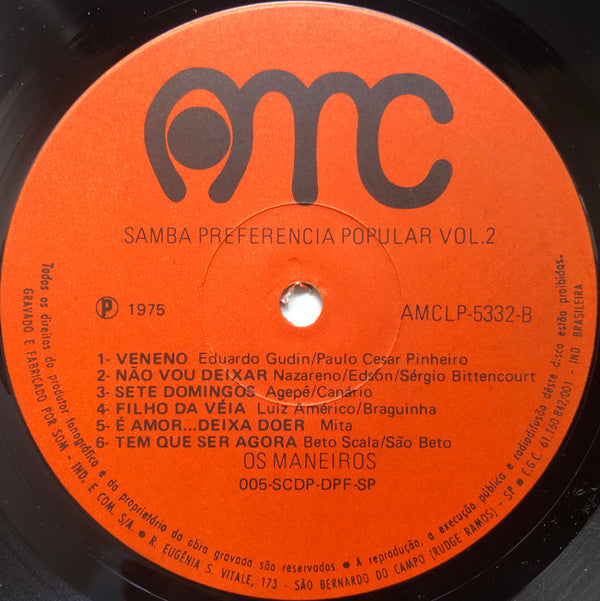 AMC
SAMBA PREFERENCIA POPULAR VOL.2
Ⓟ 1975
AMCLP-5332-B
1- VENENO Eduardo Gudin/Paulo Cesar Pinheiro
2- NÃO VOU DEIXAR Nazareno/Edson/Sérgio Bittencourt
3- SETE DOMINGOS Agepê/Canário
4- FILHO DA VÉIA Luiz Américo/Braguinha
5- É AMOR...DEIXA DOER Mita
6- TEM QUE SER AGORA Beto Scala/São Beto
OS MANEIROS
005-SCDP-DPF-SP
Todos os direitos do produtor fonográfico e do proprietário da obra gravada são reservados. • A reprodução, a execução pública e radiodifusão dêste disco estão proibidas.
GRAVADO E FABRICADO POR SOM - IND. E COM. S/A. • R. EUGÊNIA S. VITALE, 173 - SÃO BERNARDO DO CAMPO (RUDGE RAMOS) - SP • C.G.C. 61.160.842/001 - IND. BRASILEIRA